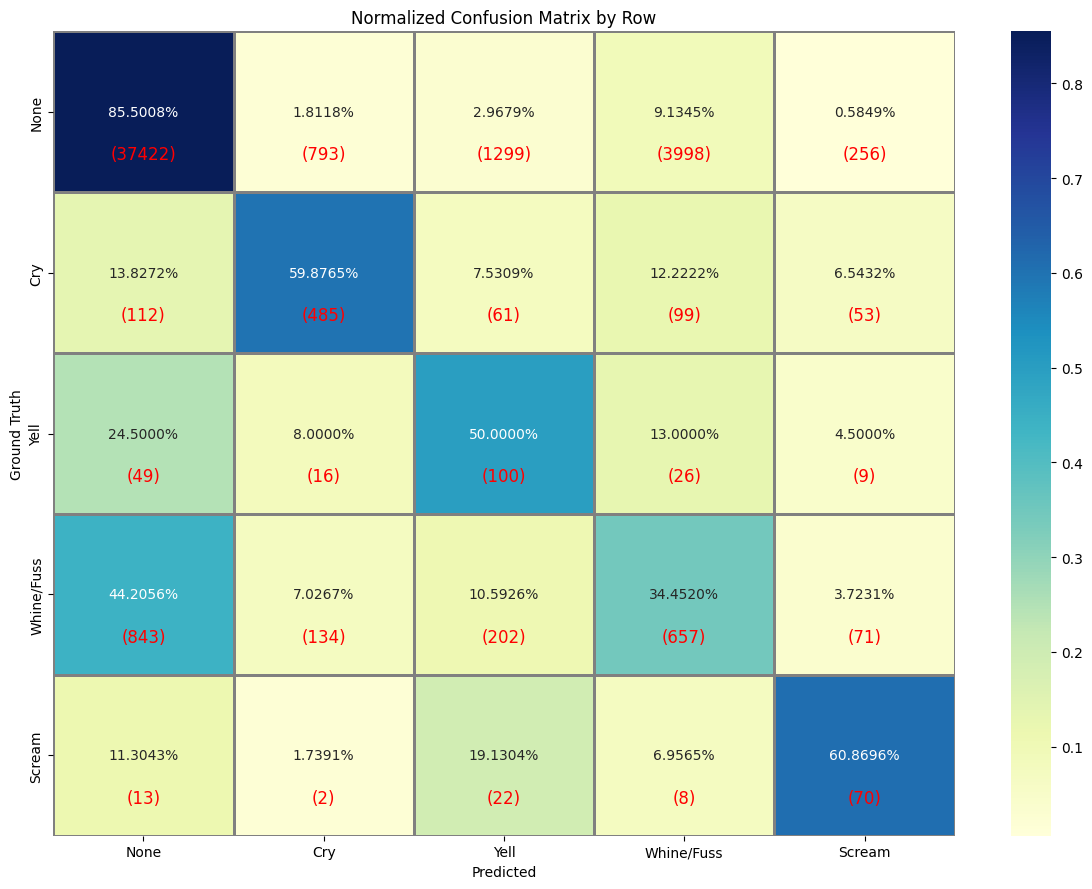 Normalized Confusion Matrix by Row
Ground Truth
None
85.5008% 1.8118% 2.9679% 9.1345% 0.5849%
(37422) (793) (1299) (3998) (256)
Cry
13.8272% 59.8765% 7.5309% 12.2222% 6.5432%
(112) (485) (61) (99) (53)
Yell
24.5000% 8.0000% 50.0000% 13.0000% 4.5000%
(49) (16) (100) (26) (9)
Whine/Fuss
44.2056% 7.0267% 10.5926% 34.4520% 3.7231%
(843) (134) (202) (657) (71)
Scream
11.3043% 1.7391% 19.1304% 6.9565% 60.8696%
(13) (2) (22) (8) (70)
None Cry Yell Whine/Fuss Scream
Predicted
0.8
0.7
0.6
0.5
0.4
0.3
0.2
0.1